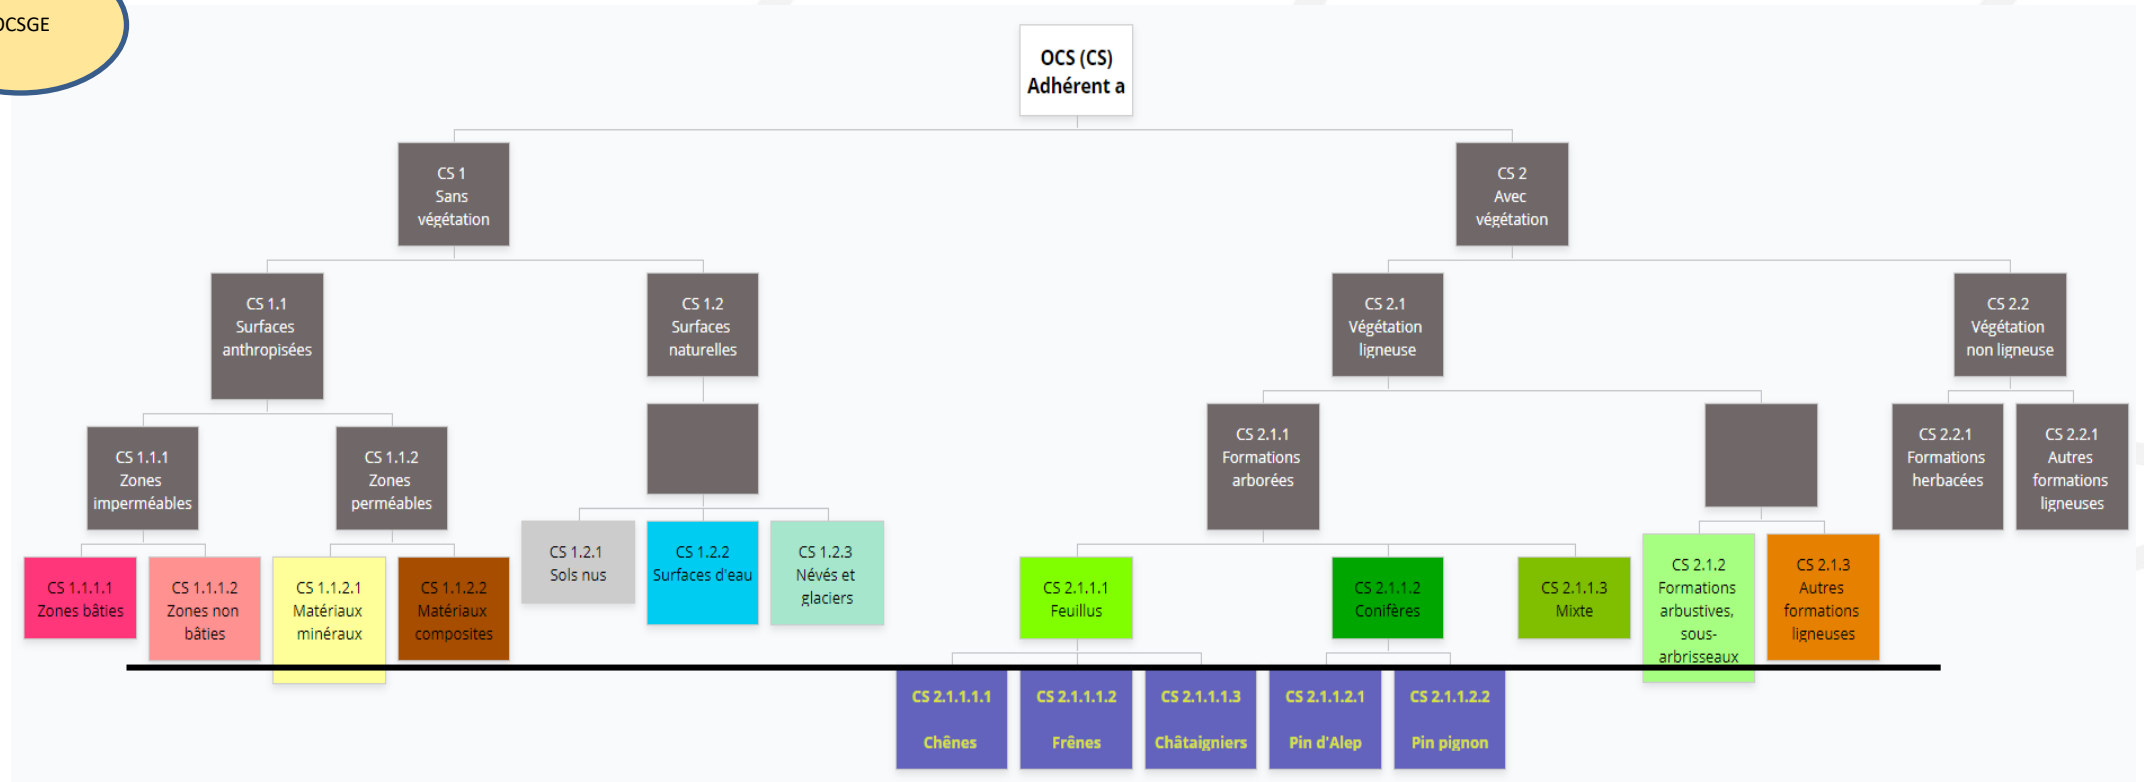 OCSGE
OCS (CS)
Adhérent a
CS 1
Sans
végétation
CS 2
Avec
végétation
CS 1.1
Surfaces
anthropisées
CS 1.2
Surfaces
naturelles
CS 2.1
Végétation
ligneuse
CS 2.2
Végétation
non ligneuse
CS 1.1.1
Zones
imperméables
CS 1.1.2
Zones
perméables
CS 2.1.1
Formations
arborées
CS 2.2.1
Formations
herbacées
CS 2.2.1
Autres
formations
ligneuses
CS 1.1.1.1
Zones bâties
CS 1.1.1.2
Zones non
bâties
CS 1.1.2.1
Matériaux
minéraux
CS 1.1.2.2
Matériaux
composites
CS 1.2.1
Sols nus
CS 1.2.2
Surfaces d'eau
CS 1.2.3
Névés et
glaciers
CS 2.1.1.1
Feuillus
CS 2.1.1.2
Conifères
CS 2.1.1.3
Mixte
CS 2.1.2
Formations
arbustives,
sous-
arbrisseaux
CS 2.1.3
Autres
formations
ligneuses
CS 2.1.1.1.1
Chênes
CS 2.1.1.1.2
Frênes
CS 2.1.1.1.3
Châtaigniers
CS 2.1.1.2.1
Pin d'Alep
CS 2.1.1.2.2
Pin pignon